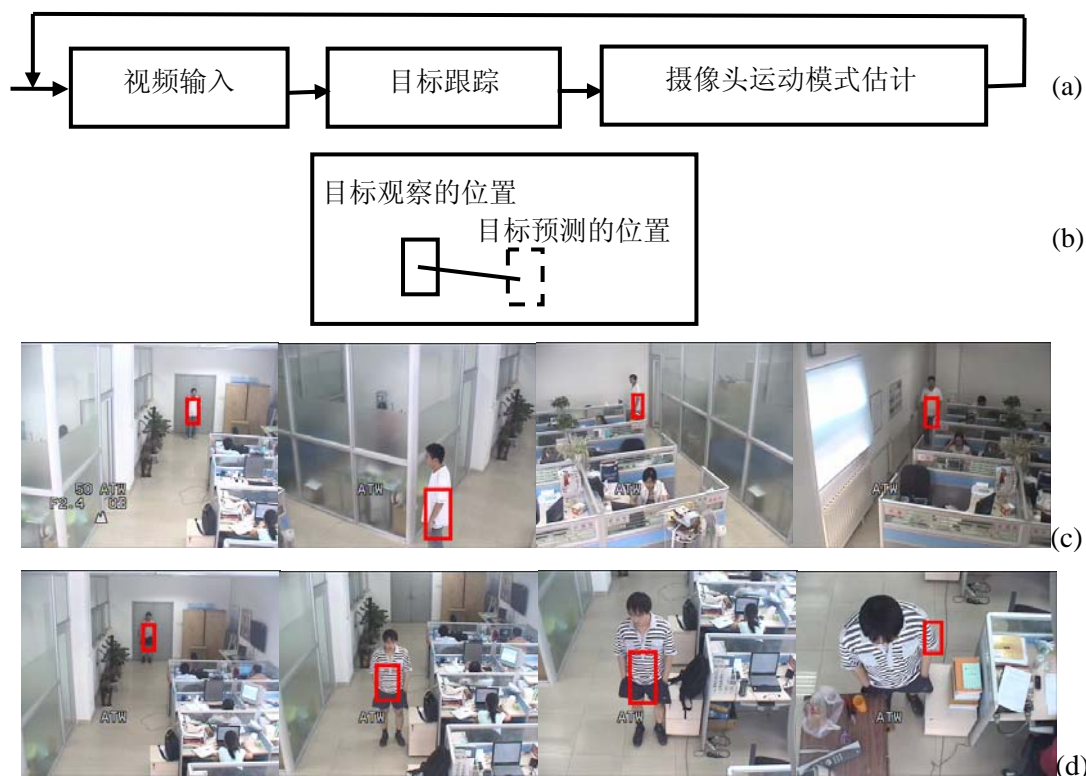 视频输入
目标跟踪
摄像头运动模式估计
(a)
目标观察的位置
目标预测的位置
(b)
50 ATW
F2.4
ATW
ATW
ATW
(c)
ATW
ATW
ATW
ATW
(d)